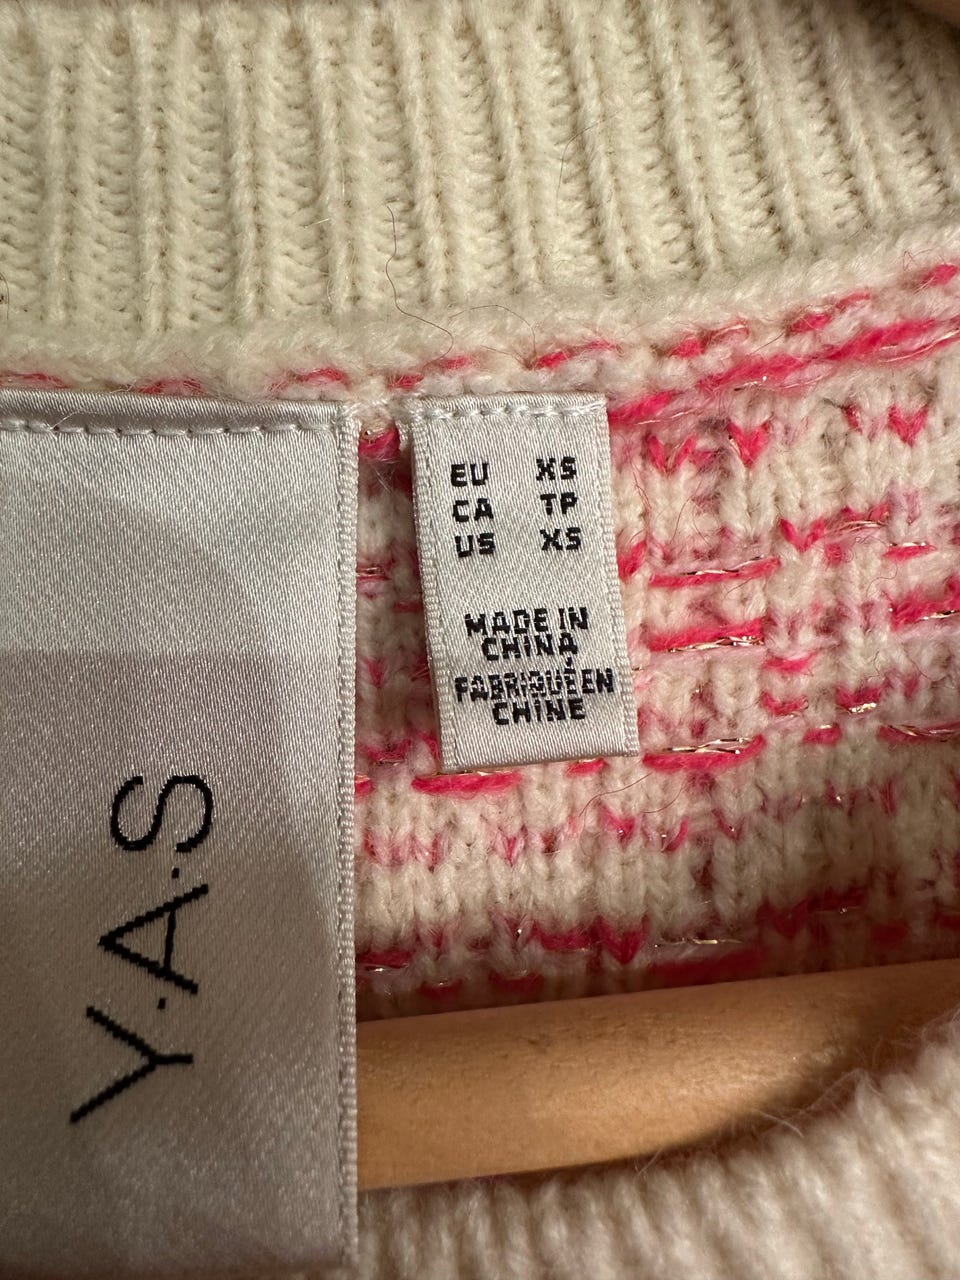 Y.A.S
EU XS
CA TP
US XS
MADE IN
CHINA
FABRIQUÉ EN
CHINE